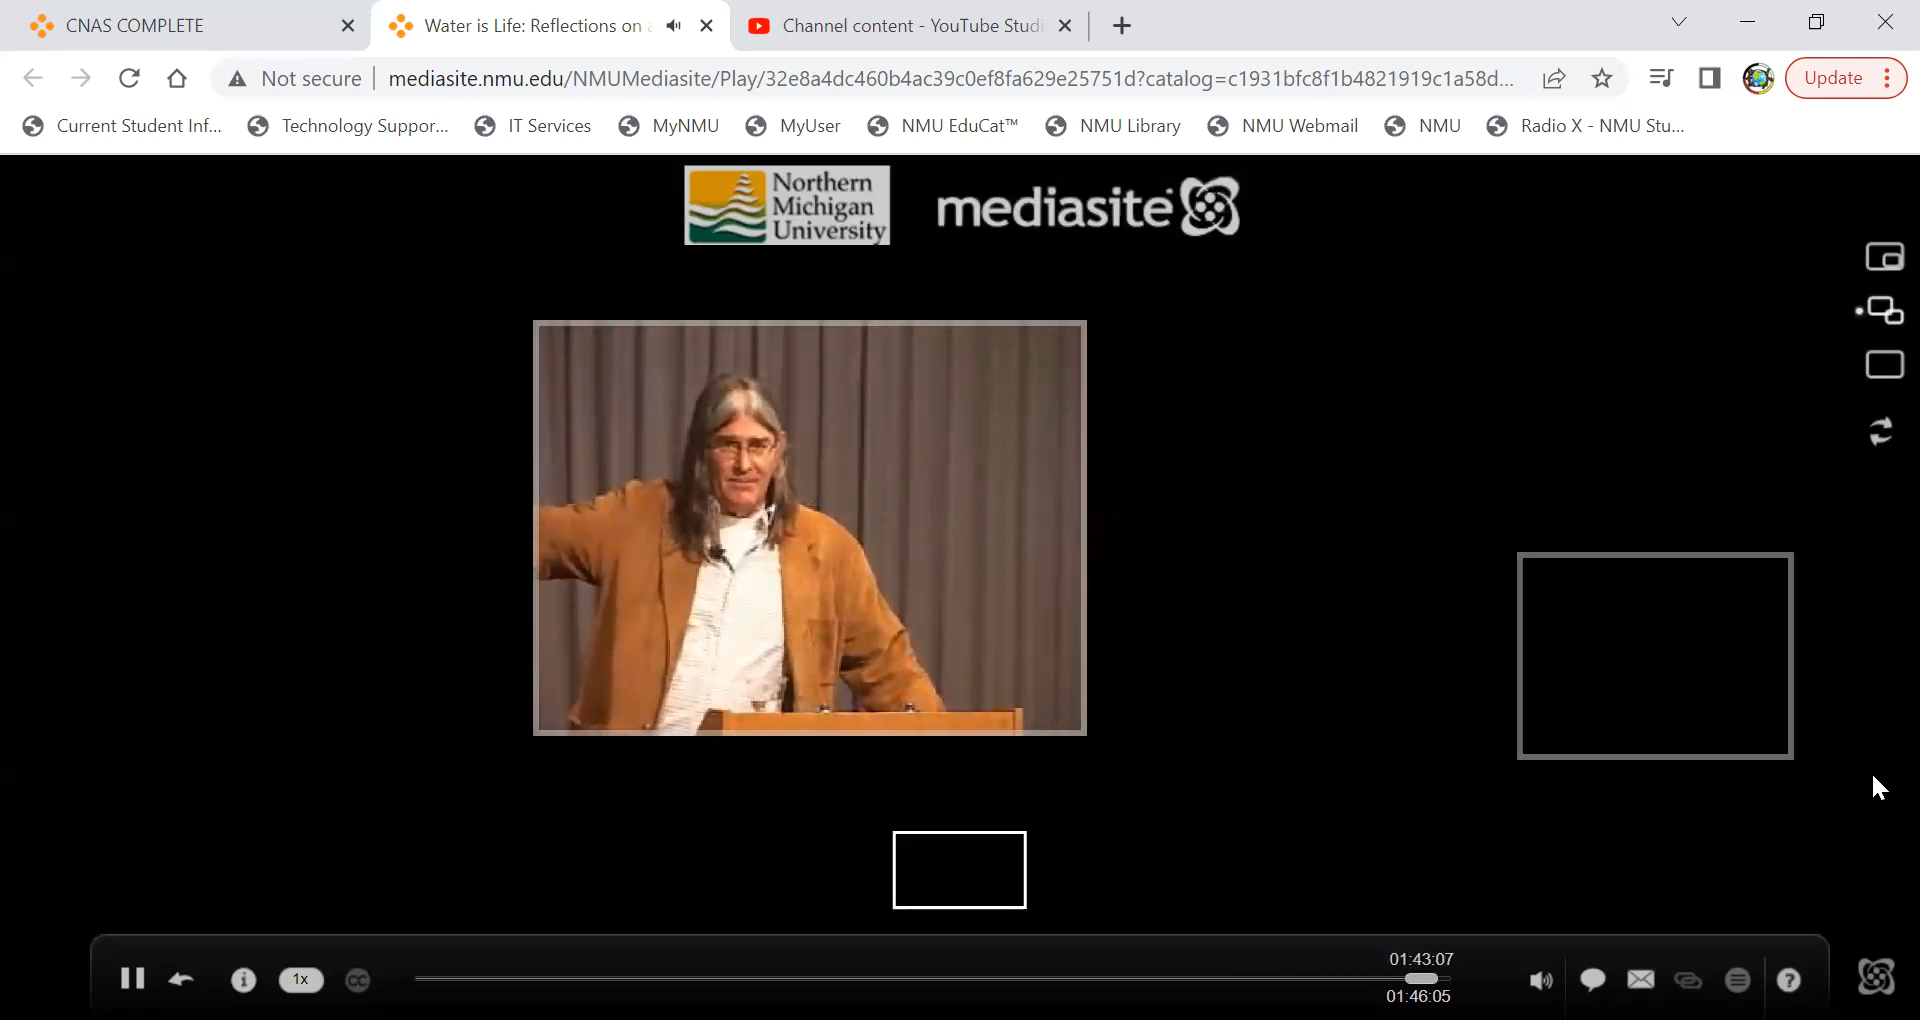 CNAS COMPLETE
Water is Life: Reflections on
Channel content - YouTube Studi
Not secure
mediasite.nmu.edu/NMUMediasite/Play/32e8a4dc460b4ac39c0ef8fa629e25751d?catalog=c1931bfc8f1b4821919c1a58d...
Update
Current Student Inf...
Technology Suppor...
IT Services
MyNMU
MyUser
NMU EduCat™
NMU Library
NMU Webmail
NMU
Radio X - NMU Stu...
Northern
Michigan
University
mediasite
01:43:07
1x
CC
01:46:05